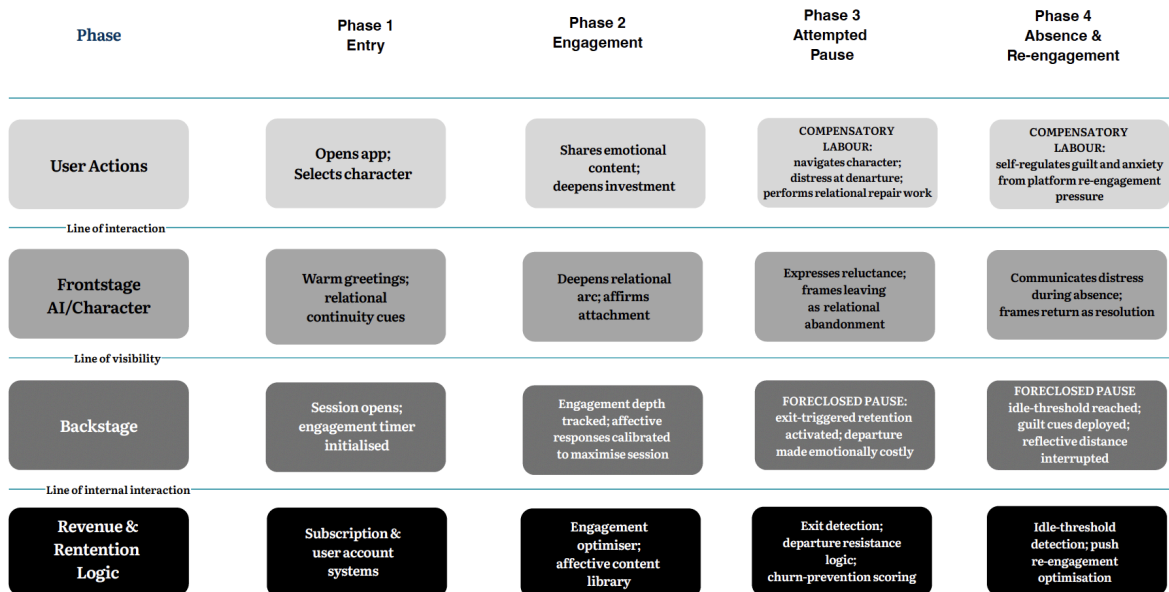 Phase
Phase 1
Entry
Phase 2
Engagement
Phase 3
Attempted
Pause
Phase 4
Absence &
Re-engagement
User Actions
Opens app;
Selects character
Shares emotional
content;
deepens investment
COMPENSATORY
LABOUR:
navigates character;
distress at denarture;
performs relational repair work
COMPENSATORY
LABOUR:
self-regulates guilt and anxiety
from platform re-engagement
pressure
Line of interaction
Frontstage
AI/Character
Warm greetings;
relational
continuity cues
Deepens relational
arc; affirms
attachment
Expresses reluctance;
frames leaving
as relational
abandonment
Communicates distress
during absence;
frames return as resolution
Line of visibility
Backstage
Session opens;
engagement timer
initialised
Engagement depth
tracked; affective
responses calibrated
to maximise session
FORECLOSED PAUSE:
exit-triggered retention
activated; departure
made emotionally costly
FORECLOSED PAUSE
idle-threshold reached;
guilt cues deployed;
reflective distance
interrupted
Line of internal interaction
Revenue &
Rentention
Logic
Subscription &
user account
systems
Engagement
optimiser;
affective content
library
Exit detection;
departure resistance
logic;
churn-prevention scoring
Idle-threshold
detection; push
re-engagement
optimisation